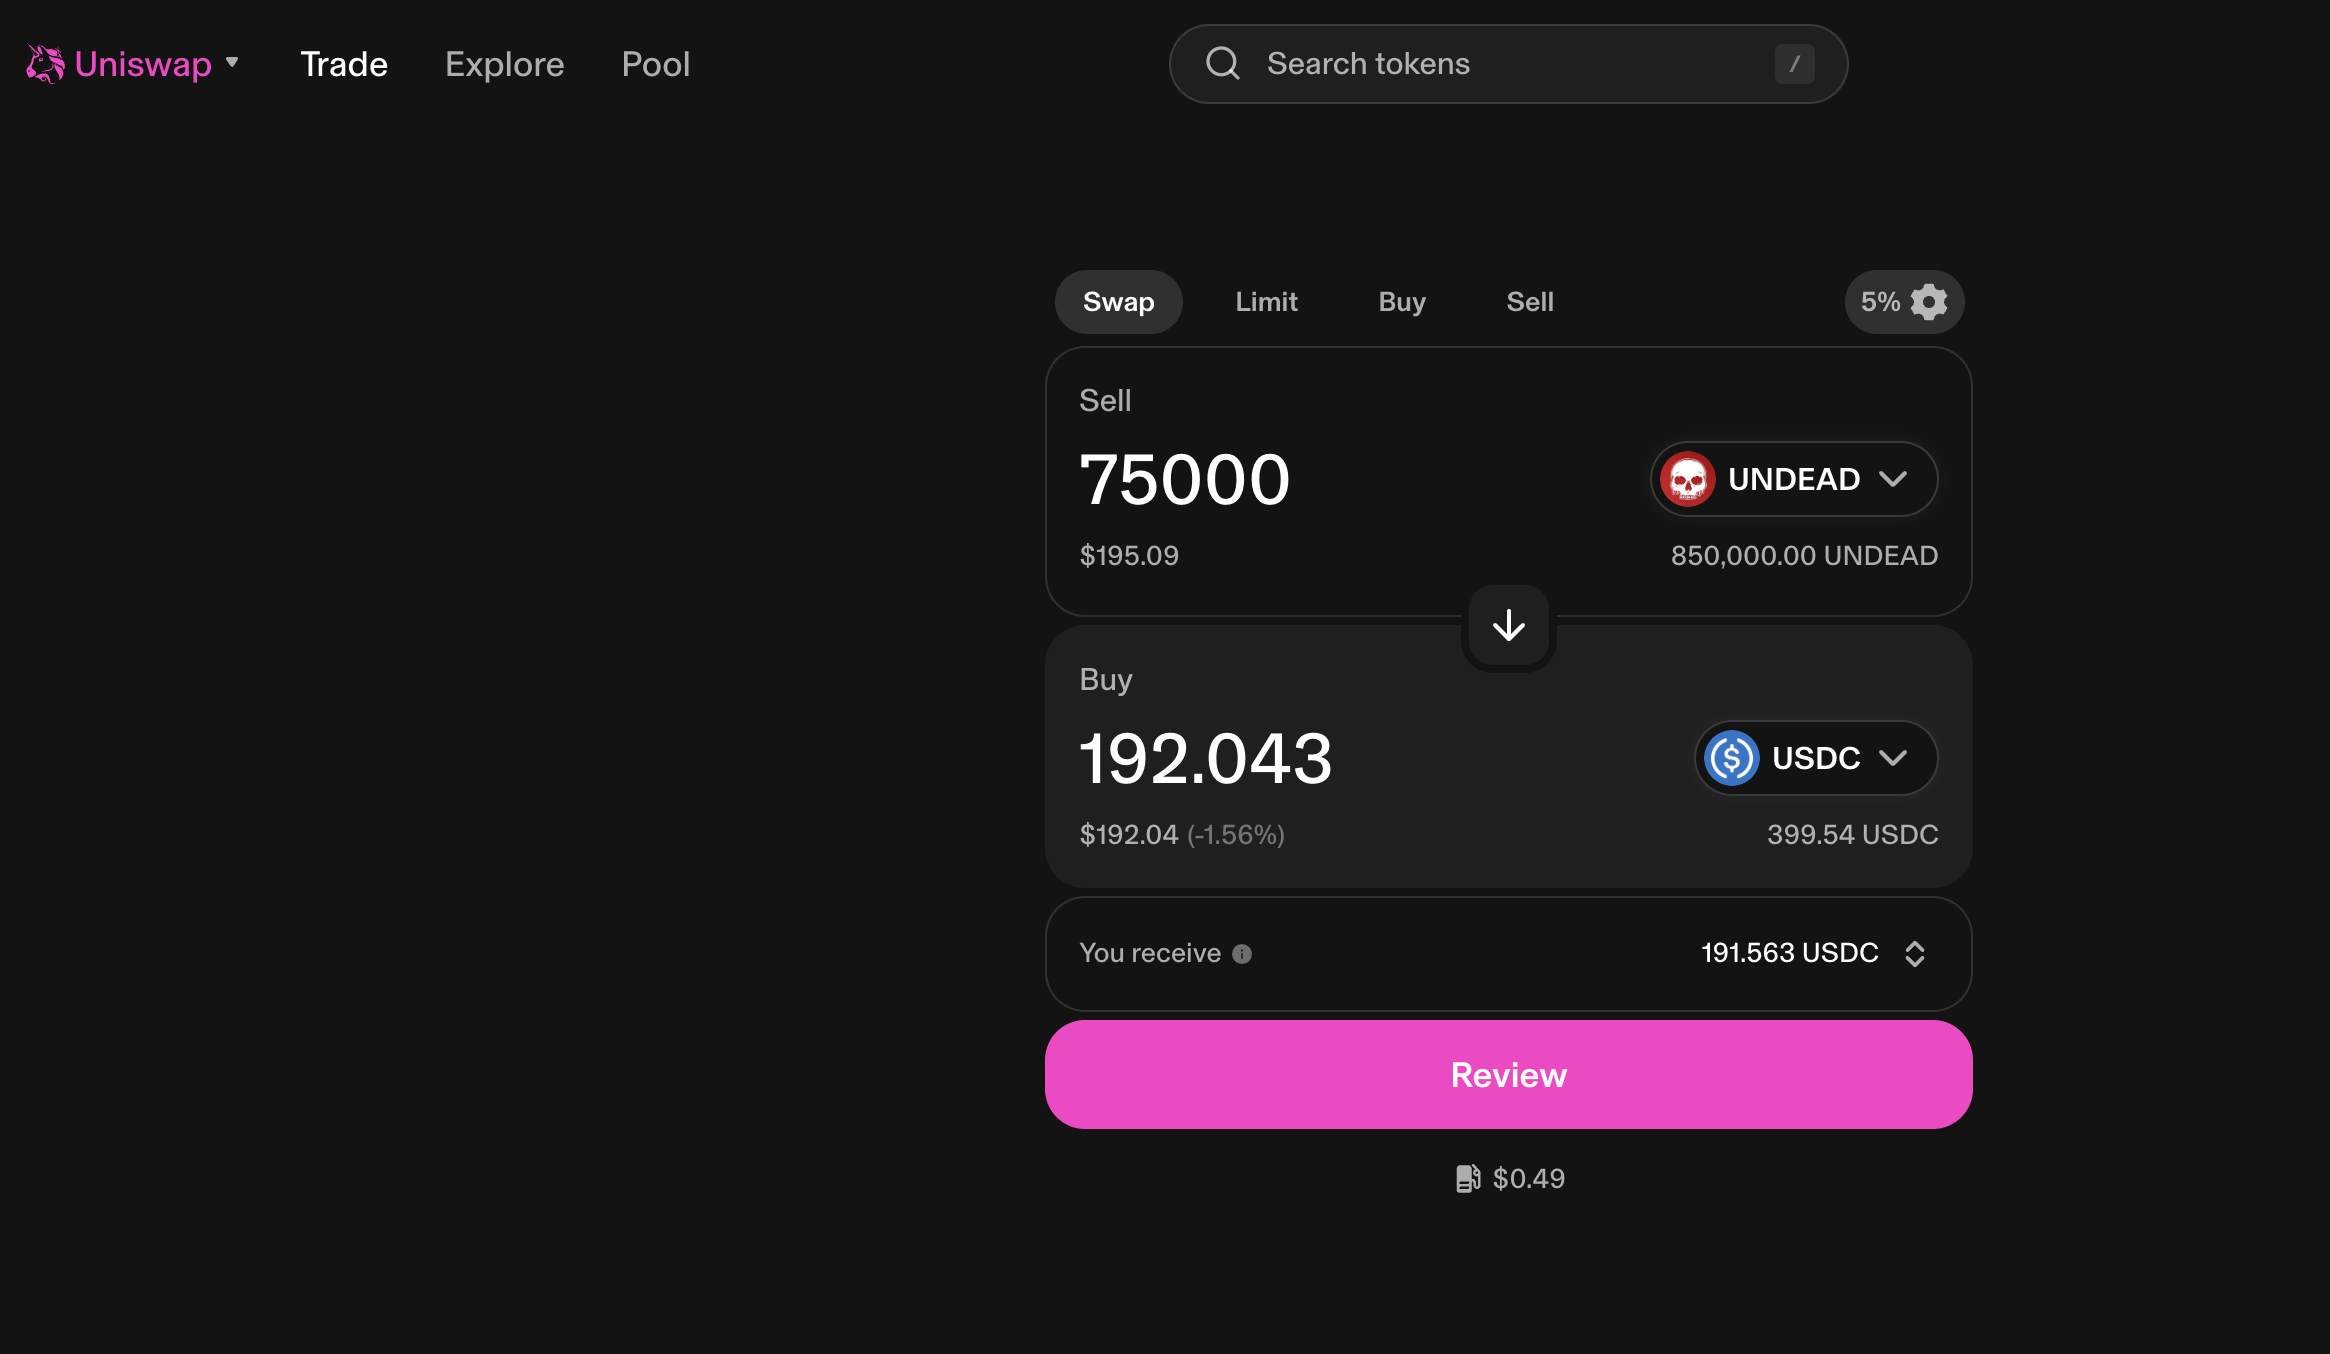 Uniswap Trade Explore Pool Search tokens /
Swap Limit Buy Sell 5%
Sell
75000 UNDEAD
$195.09 850,000.00 UNDEAD
Buy
192.043 USDC
$192.04 (-1.56%) 399.54 USDC
You receive 191.563 USDC
Review
$0.49